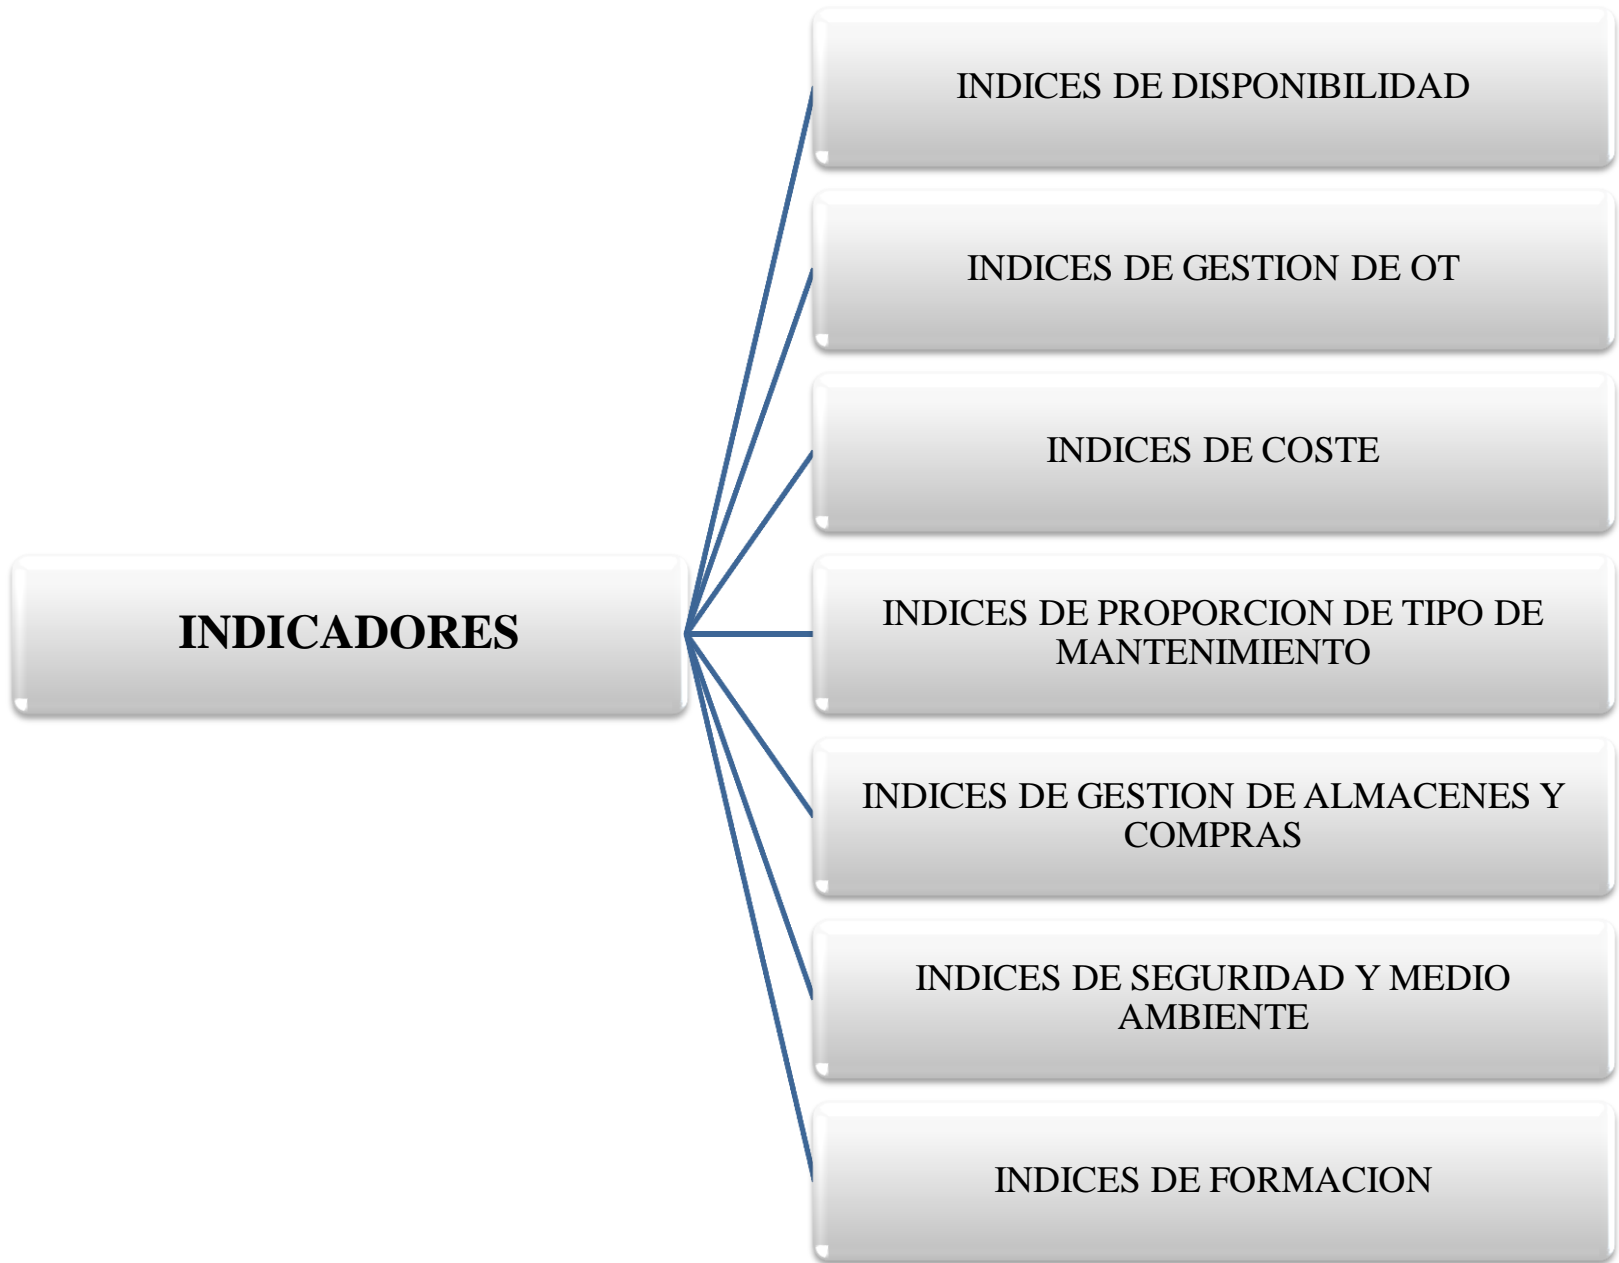 INDICADORES
INDICES DE DISPONIBILIDAD
INDICES DE GESTION DE OT
INDICES DE COSTE
INDICES DE PROPORCION DE TIPO DE
MANTENIMIENTO
INDICES DE GESTION DE ALMACENES Y
COMPRAS
INDICES DE SEGURIDAD Y MEDIO
AMBIENTE
INDICES DE FORMACION